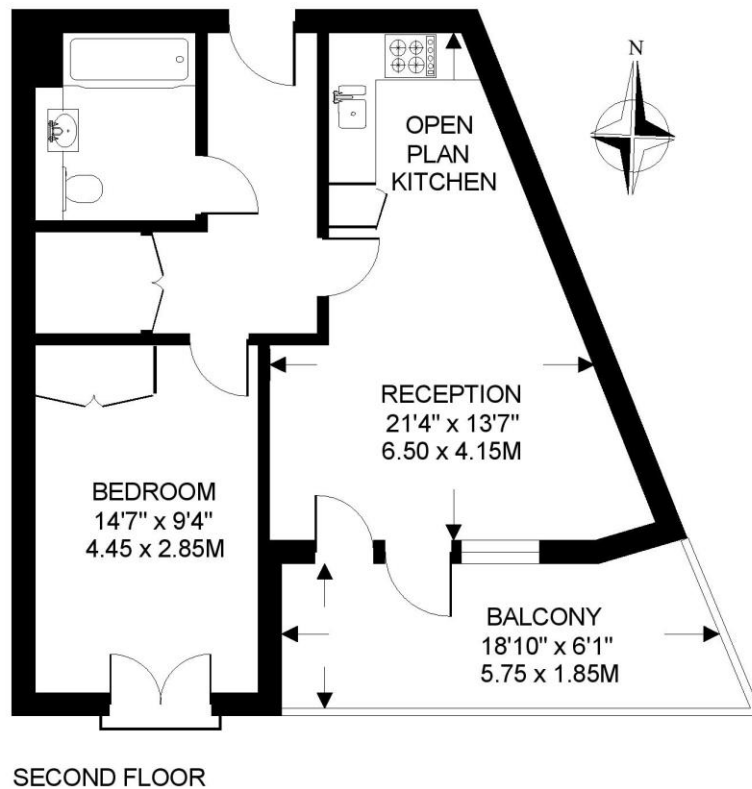 N
OPEN
PLAN
KITCHEN
RECEPTION
21'4" x 13'7"
6.50 x 4.15M
BEDROOM
14'7" x 9'4"
4.45 x 2.85M
BALCONY
18'10" x 6'1"
5.75 x 1.85M
SECOND FLOOR